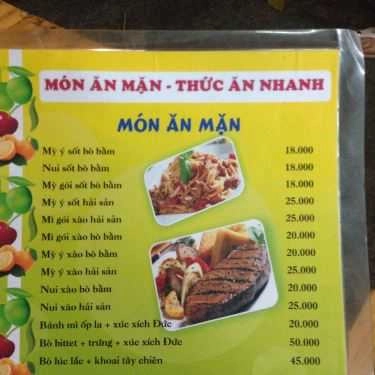 MÓN ĂN MẶN - THỨC ĂN NHANH
MÓN ĂN MẶN
Mỳ ý sốt bò bằm 18.000
Nui sốt bò bằm 18.000
Mỳ gói sốt bò bằm 18.000
Mỳ ý sốt hải sản 25.000
Mì gói xào hải sản 25.000
Mì gói xào bò bằm 20.000
Mỳ ý xào bò bằm 20.000
Mỳ ý xào hải sản 25.000
Nui xào bò bằm 20.000
Nui xào hải sản 25.000
Bánh mì ốp la + xúc xích Đức 20.000
Bò bittet + trứng + xúc xích Đức 50.000
Bò lúc lắc + khoai tây chiên 45.000